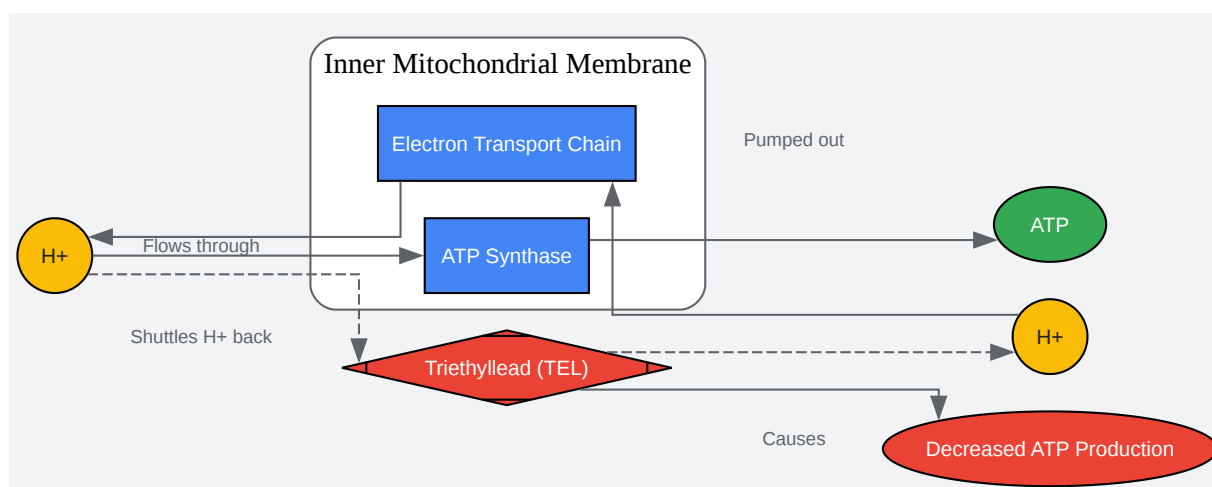 Inner Mitochondrial Membrane
Electron Transport Chain
Pumped out
ATP
H+
Flows through
ATP Synthase
H+
Shuttles H+ back
Triethyllead (TEL)
Causes
Decreased ATP Production